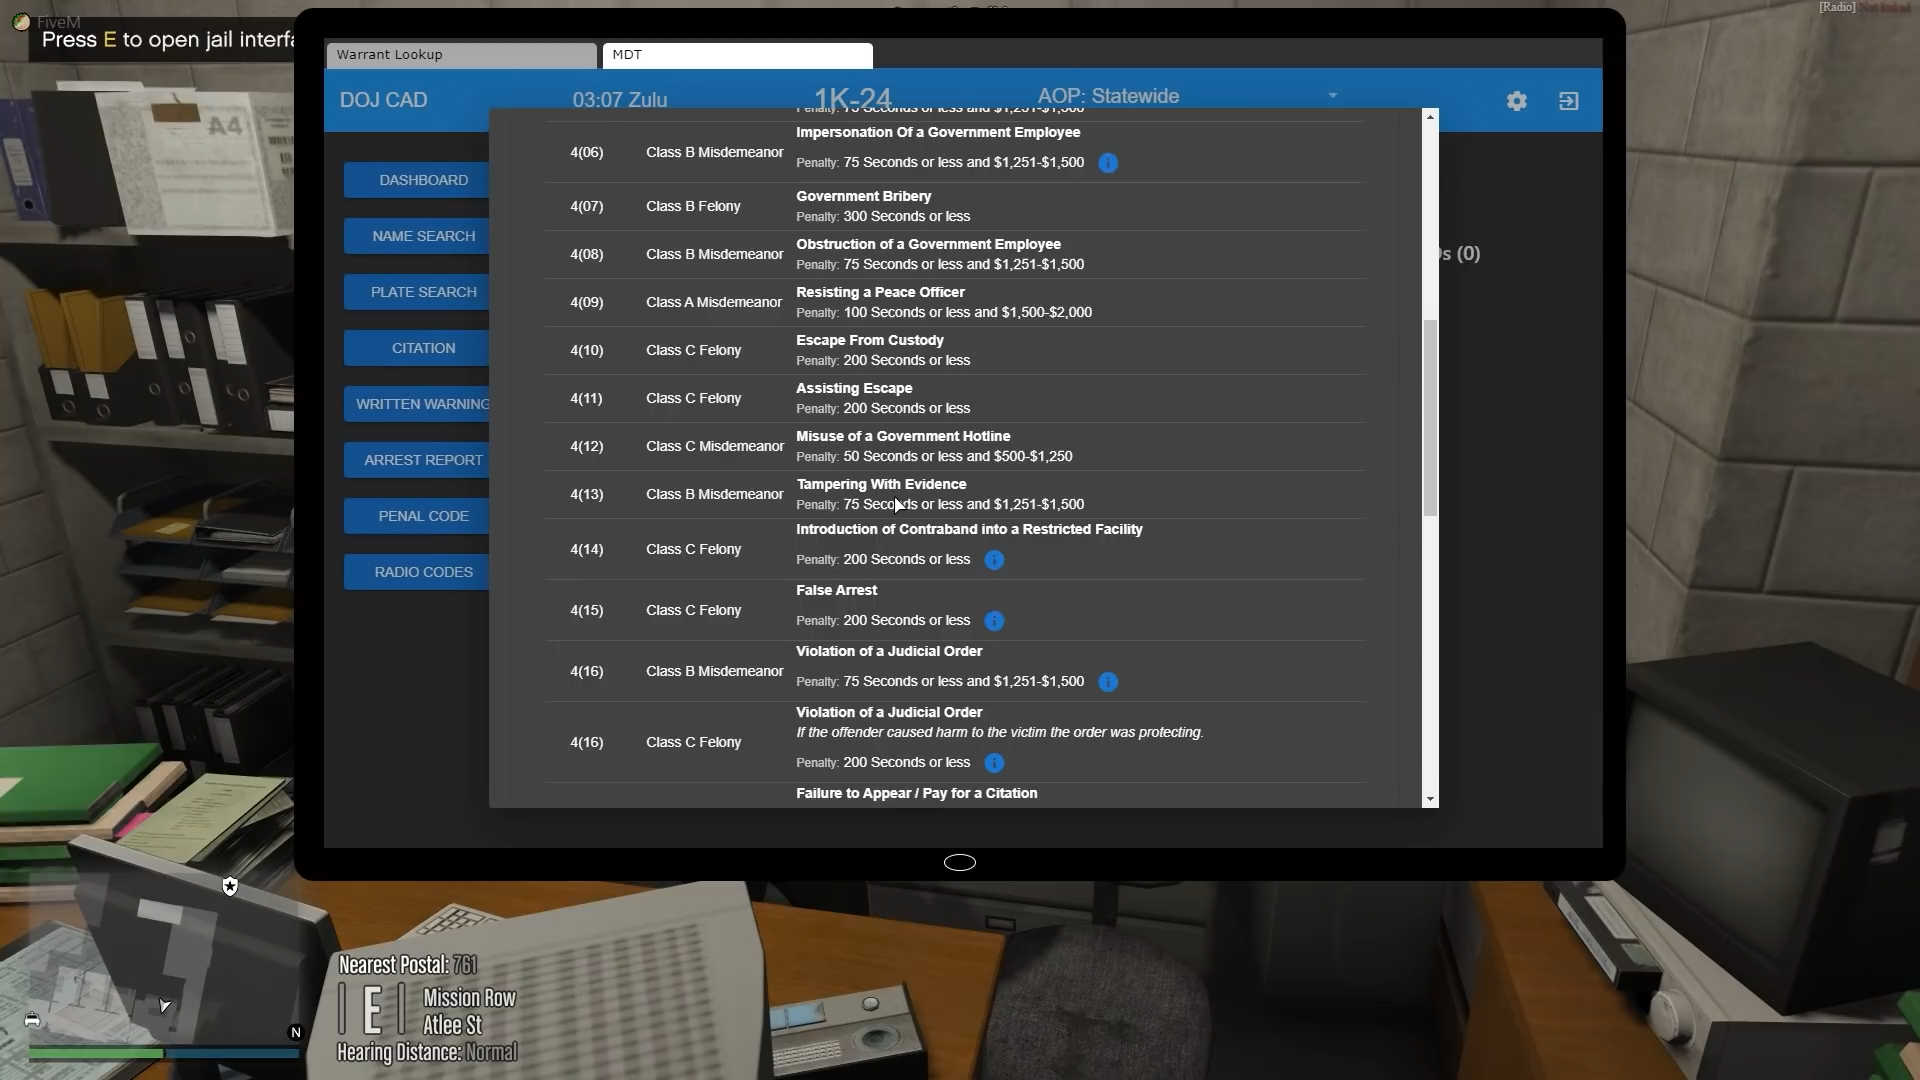 FiveM
Press E to open jail interfa
[Radio] Not linked
Warrant Lookup
MDT
DOJ CAD
03:07 Zulu
1K-24
AOP: Statewide
DASHBOARD
NAME SEARCH
PLATE SEARCH
CITATION
WRITTEN WARNING
ARREST REPORT
PENAL CODE
RADIO CODES
Penalty: 75 Seconds or less and $1,251-$1,500
4(06) Class B Misdemeanor Impersonation Of a Government Employee
Penalty: 75 Seconds or less and $1,251-$1,500
4(07) Class B Felony Government Bribery
Penalty: 300 Seconds or less
4(08) Class B Misdemeanor Obstruction of a Government Employee
Penalty: 75 Seconds or less and $1,251-$1,500
4(09) Class A Misdemeanor Resisting a Peace Officer
Penalty: 100 Seconds or less and $1,500-$2,000
4(10) Class C Felony Escape From Custody
Penalty: 200 Seconds or less
4(11) Class C Felony Assisting Escape
Penalty: 200 Seconds or less
4(12) Class C Misdemeanor Misuse of a Government Hotline
Penalty: 50 Seconds or less and $500-$1,250
4(13) Class B Misdemeanor Tampering With Evidence
Penalty: 75 Seconds or less and $1,251-$1,500
4(14) Class C Felony Introduction of Contraband into a Restricted Facility
Penalty: 200 Seconds or less
4(15) Class C Felony False Arrest
Penalty: 200 Seconds or less
4(16) Class B Misdemeanor Violation of a Judicial Order
Penalty: 75 Seconds or less and $1,251-$1,500
4(16) Class C Felony Violation of a Judicial Order
If the offender caused harm to the victim the order was protecting.
Penalty: 200 Seconds or less
Failure to Appear / Pay for a Citation
s (0)
A4
Nearest Postal: 761
| E | Mission Row
Atlee St
Hearing Distance: Normal
N